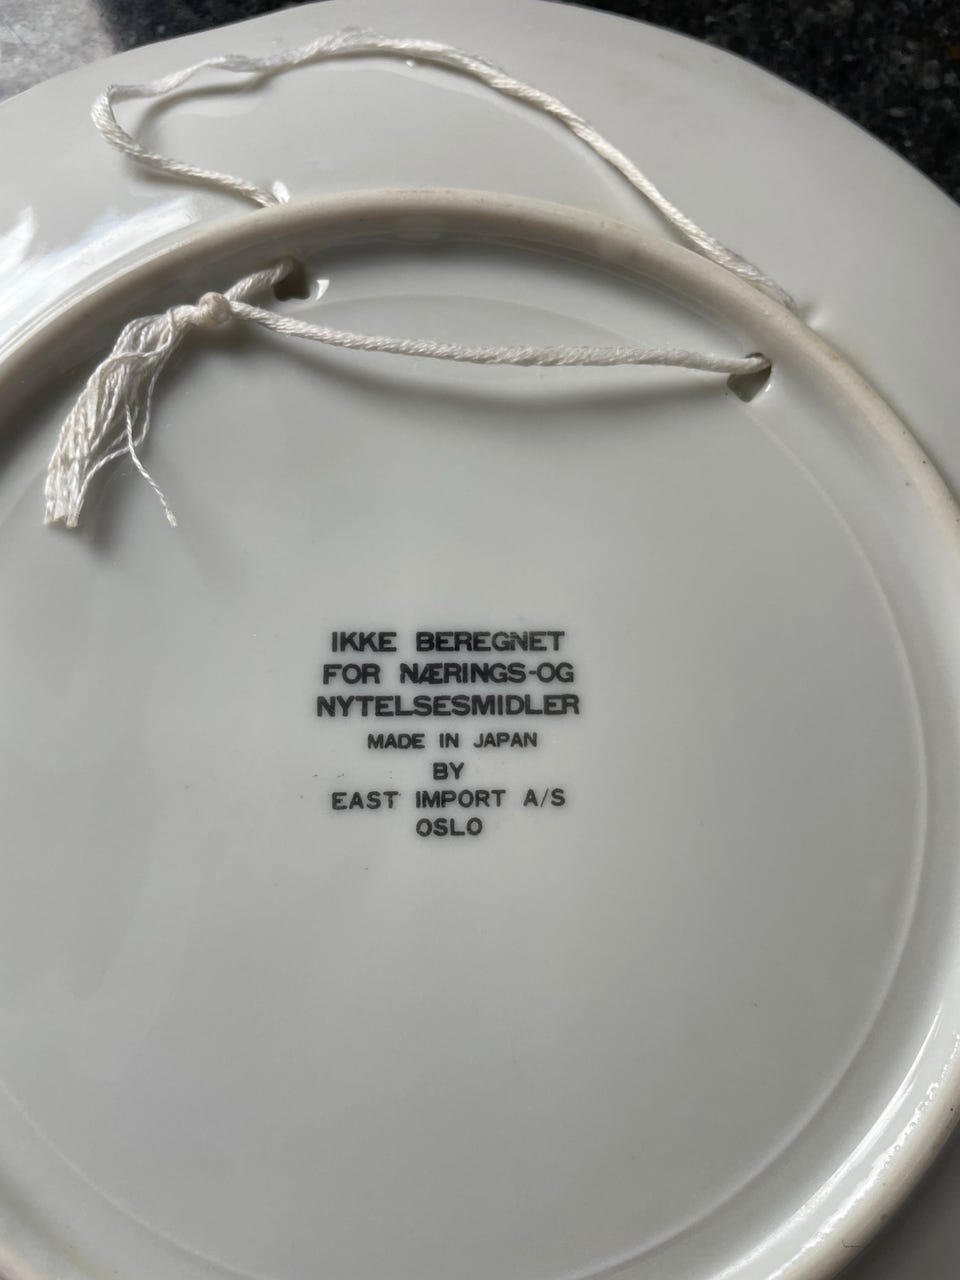 IKKE BEREGNET
FOR NÆRINGS-OG
NYTELSESMIDLER
MADE IN JAPAN
BY
EAST IMPORT A/S
OSLO